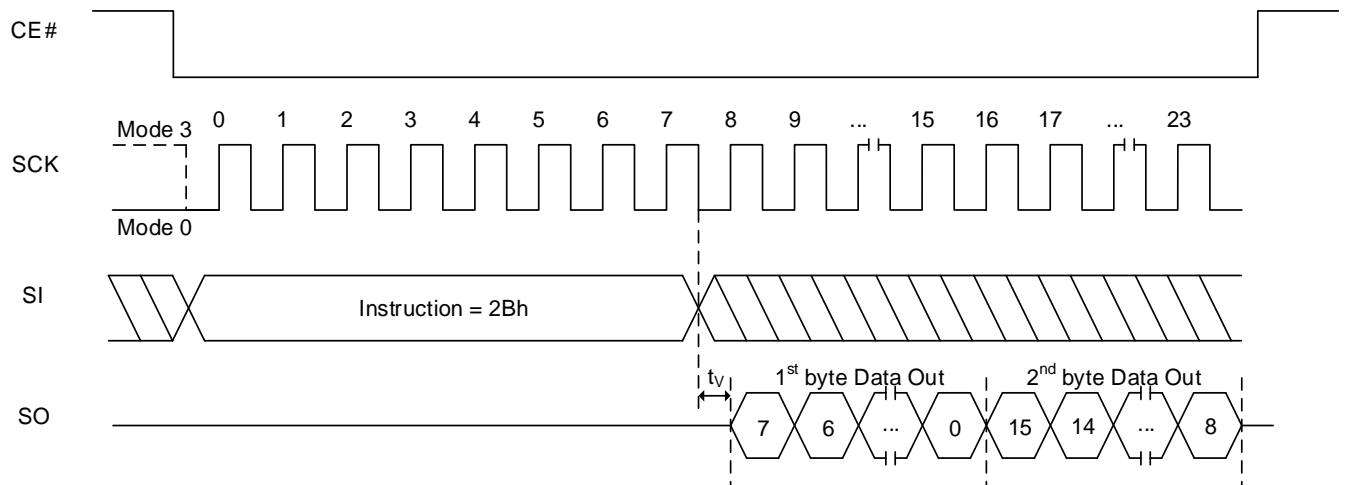 CE#
0 1 2 3 4 5 6 7 8 9 ... 15 16 17 ... 23
Mode 3
SCK
Mode 0
SI
Instruction = 2Bh
tV 1st byte Data Out 2nd byte Data Out
SO
7 6 ... 0 15 14 ... 8